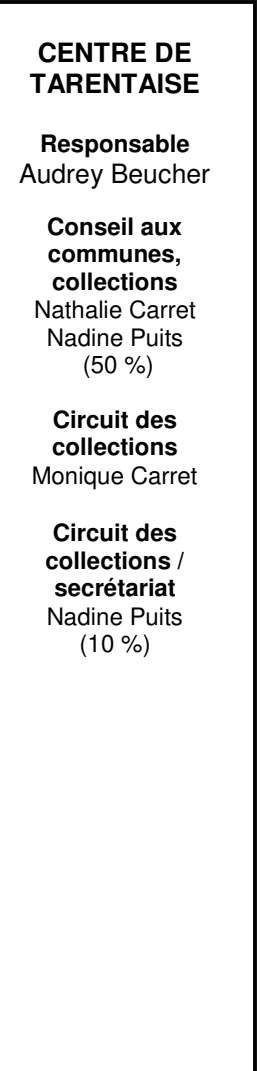 CENTRE DE
TARENTAISE
Responsable
Audrey Beucher
Conseil aux
communes,
collections
Nathalie Carret
Nadine Puits
(50 %)
Circuit des
collections
Monique Carret
Circuit des
collections /
secrétariat
Nadine Puits
(10 %)